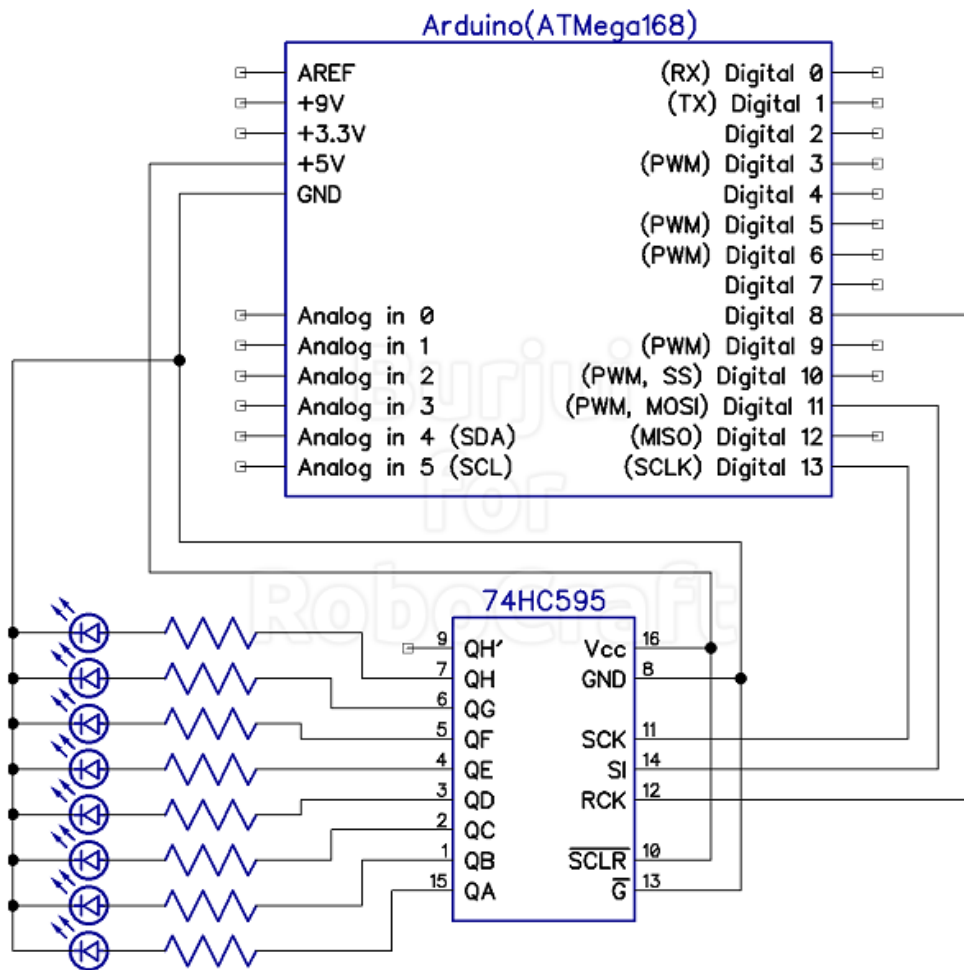 Arduino(ATMega168)
AREF
+9V
+3.3V
+5V
GND
Analog in 0
Analog in 1
Analog in 2
Analog in 3
Analog in 4 (SDA)
Analog in 5 (SCL)
(RX) Digital 0
(TX) Digital 1
Digital 2
(PWM) Digital 3
Digital 4
(PWM) Digital 5
(PWM) Digital 6
Digital 7
Digital 8
(PWM) Digital 9
(PWM, SS) Digital 10
(PWM, MOSI) Digital 11
(MISO) Digital 12
(SCLK) Digital 13
Burjui
for
RoboCraft
74HC595
9 QH'
7 QH
6 QG
5 QF
4 QE
3 QD
2 QC
1 QB
15 QA
Vcc 16
GND 8
SCK 11
SI 14
RCK 12
SCLR 10
G 13